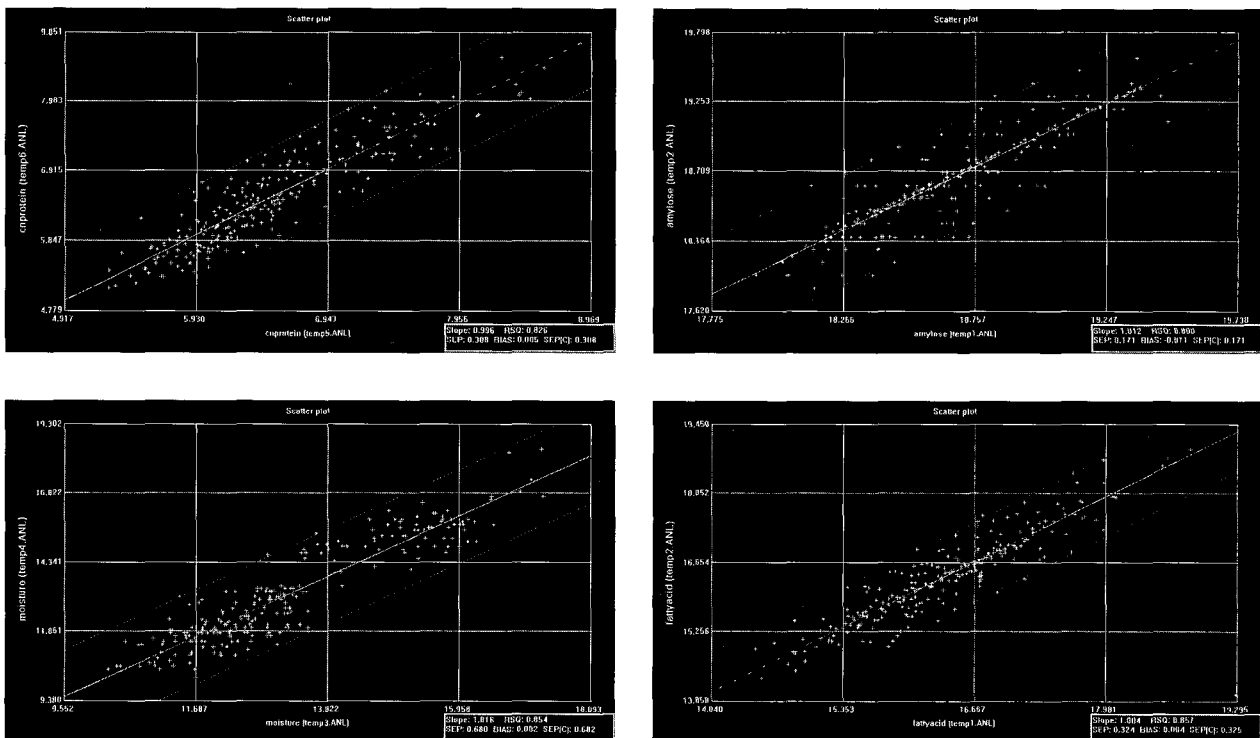 Scatter plot
9.051
7.983
6.915
5.847
4.779
cnprotein (temp6.ANL)
4.917 5.930 6.943 7.956 8.969
cnprotein (temp5.ANL)
Slope: 0.996 RSQ: 0.826
SEP: 0.308 BIAS: 0.005 SEP(C): 0.308
Scatter plot
19.798
19.253
18.709
18.164
17.620
amylose (temp2.ANL)
17.775 18.266 18.757 19.247 19.738
amylose (temp1.ANL)
Slope: 1.012
SEP: 0.171 BIAS: -0.011 SEP(C): 0.171
Scatter plot
19.302
16.822
14.341
11.861
9.380
moisture (temp4.ANL)
9.552 11.687 13.822 15.958 18.093
moisture (temp3.ANL)
Slope: 1.016 RSQ: 0.854
SEP: 0.680 BIAS: 0.002 SEP(C): 0.682
Scatter plot
19.450
18.052
16.654
15.256
13.858
fattyacid (temp2.ANL)
14.040 15.353 16.667 17.981 19.295
fattyacid (temp1.ANL)
Slope: 1.004 RSQ: 0.857
SEP: 0.324 BIAS: 0.004 SEP(C): 0.325